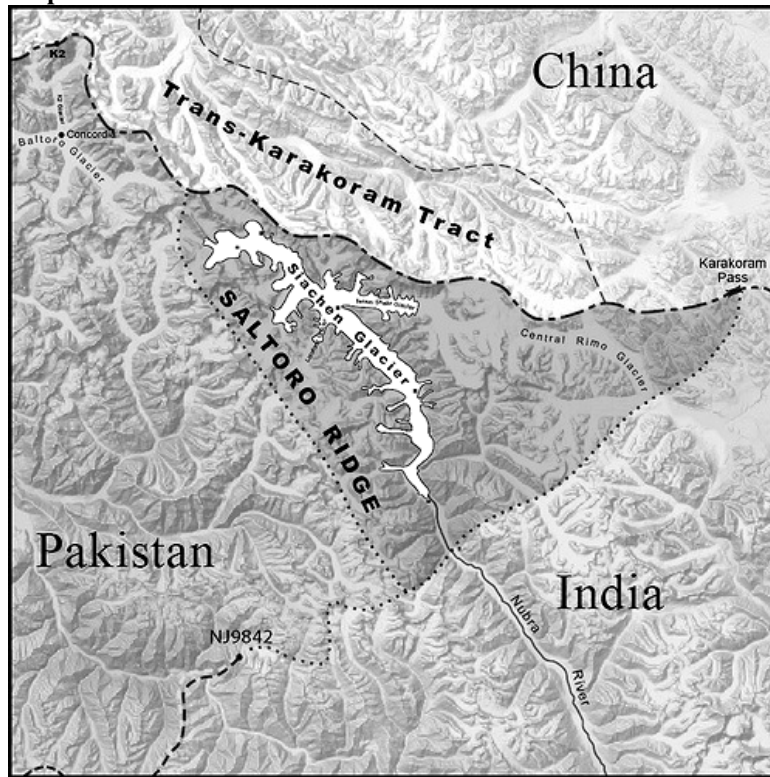 K2
China
Trans-Karakoram Tract
Concordia
Baltoro Glacier
Karakoram
Pass
Siachen Glacier
SALTORO RIDGE
Central Rimo Glacier
Pakistan
India
Nubra
River
NJ9842